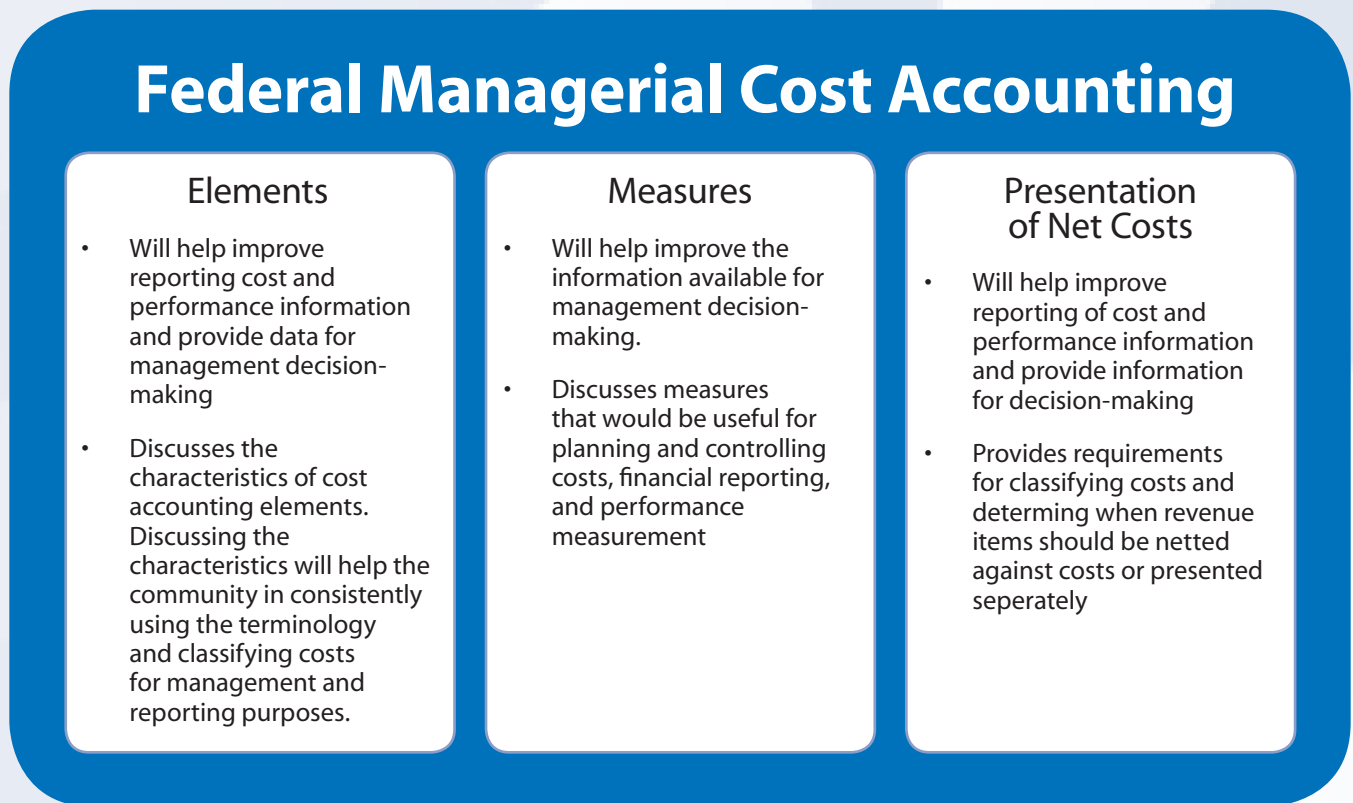 Federal Managerial Cost Accounting
Elements
• Will help improve
reporting cost and
performance information
and provide data for
management decision-
making
• Discusses the
characteristics of cost
accounting elements.
Discussing the
characteristics will help the
community in consistently
using the terminology
and classifying costs
for management and
reporting purposes.
Measures
• Will help improve the
information available for
management decision-
making.
• Discusses measures
that would be useful for
planning and controlling
costs, financial reporting,
and performance
measurement
Presentation
of Net Costs
• Will help improve
reporting of cost and
performance information
and provide information
for decision-making
• Provides requirements
for classifying costs and
determing when revenue
items should be netted
against costs or presented
seperately